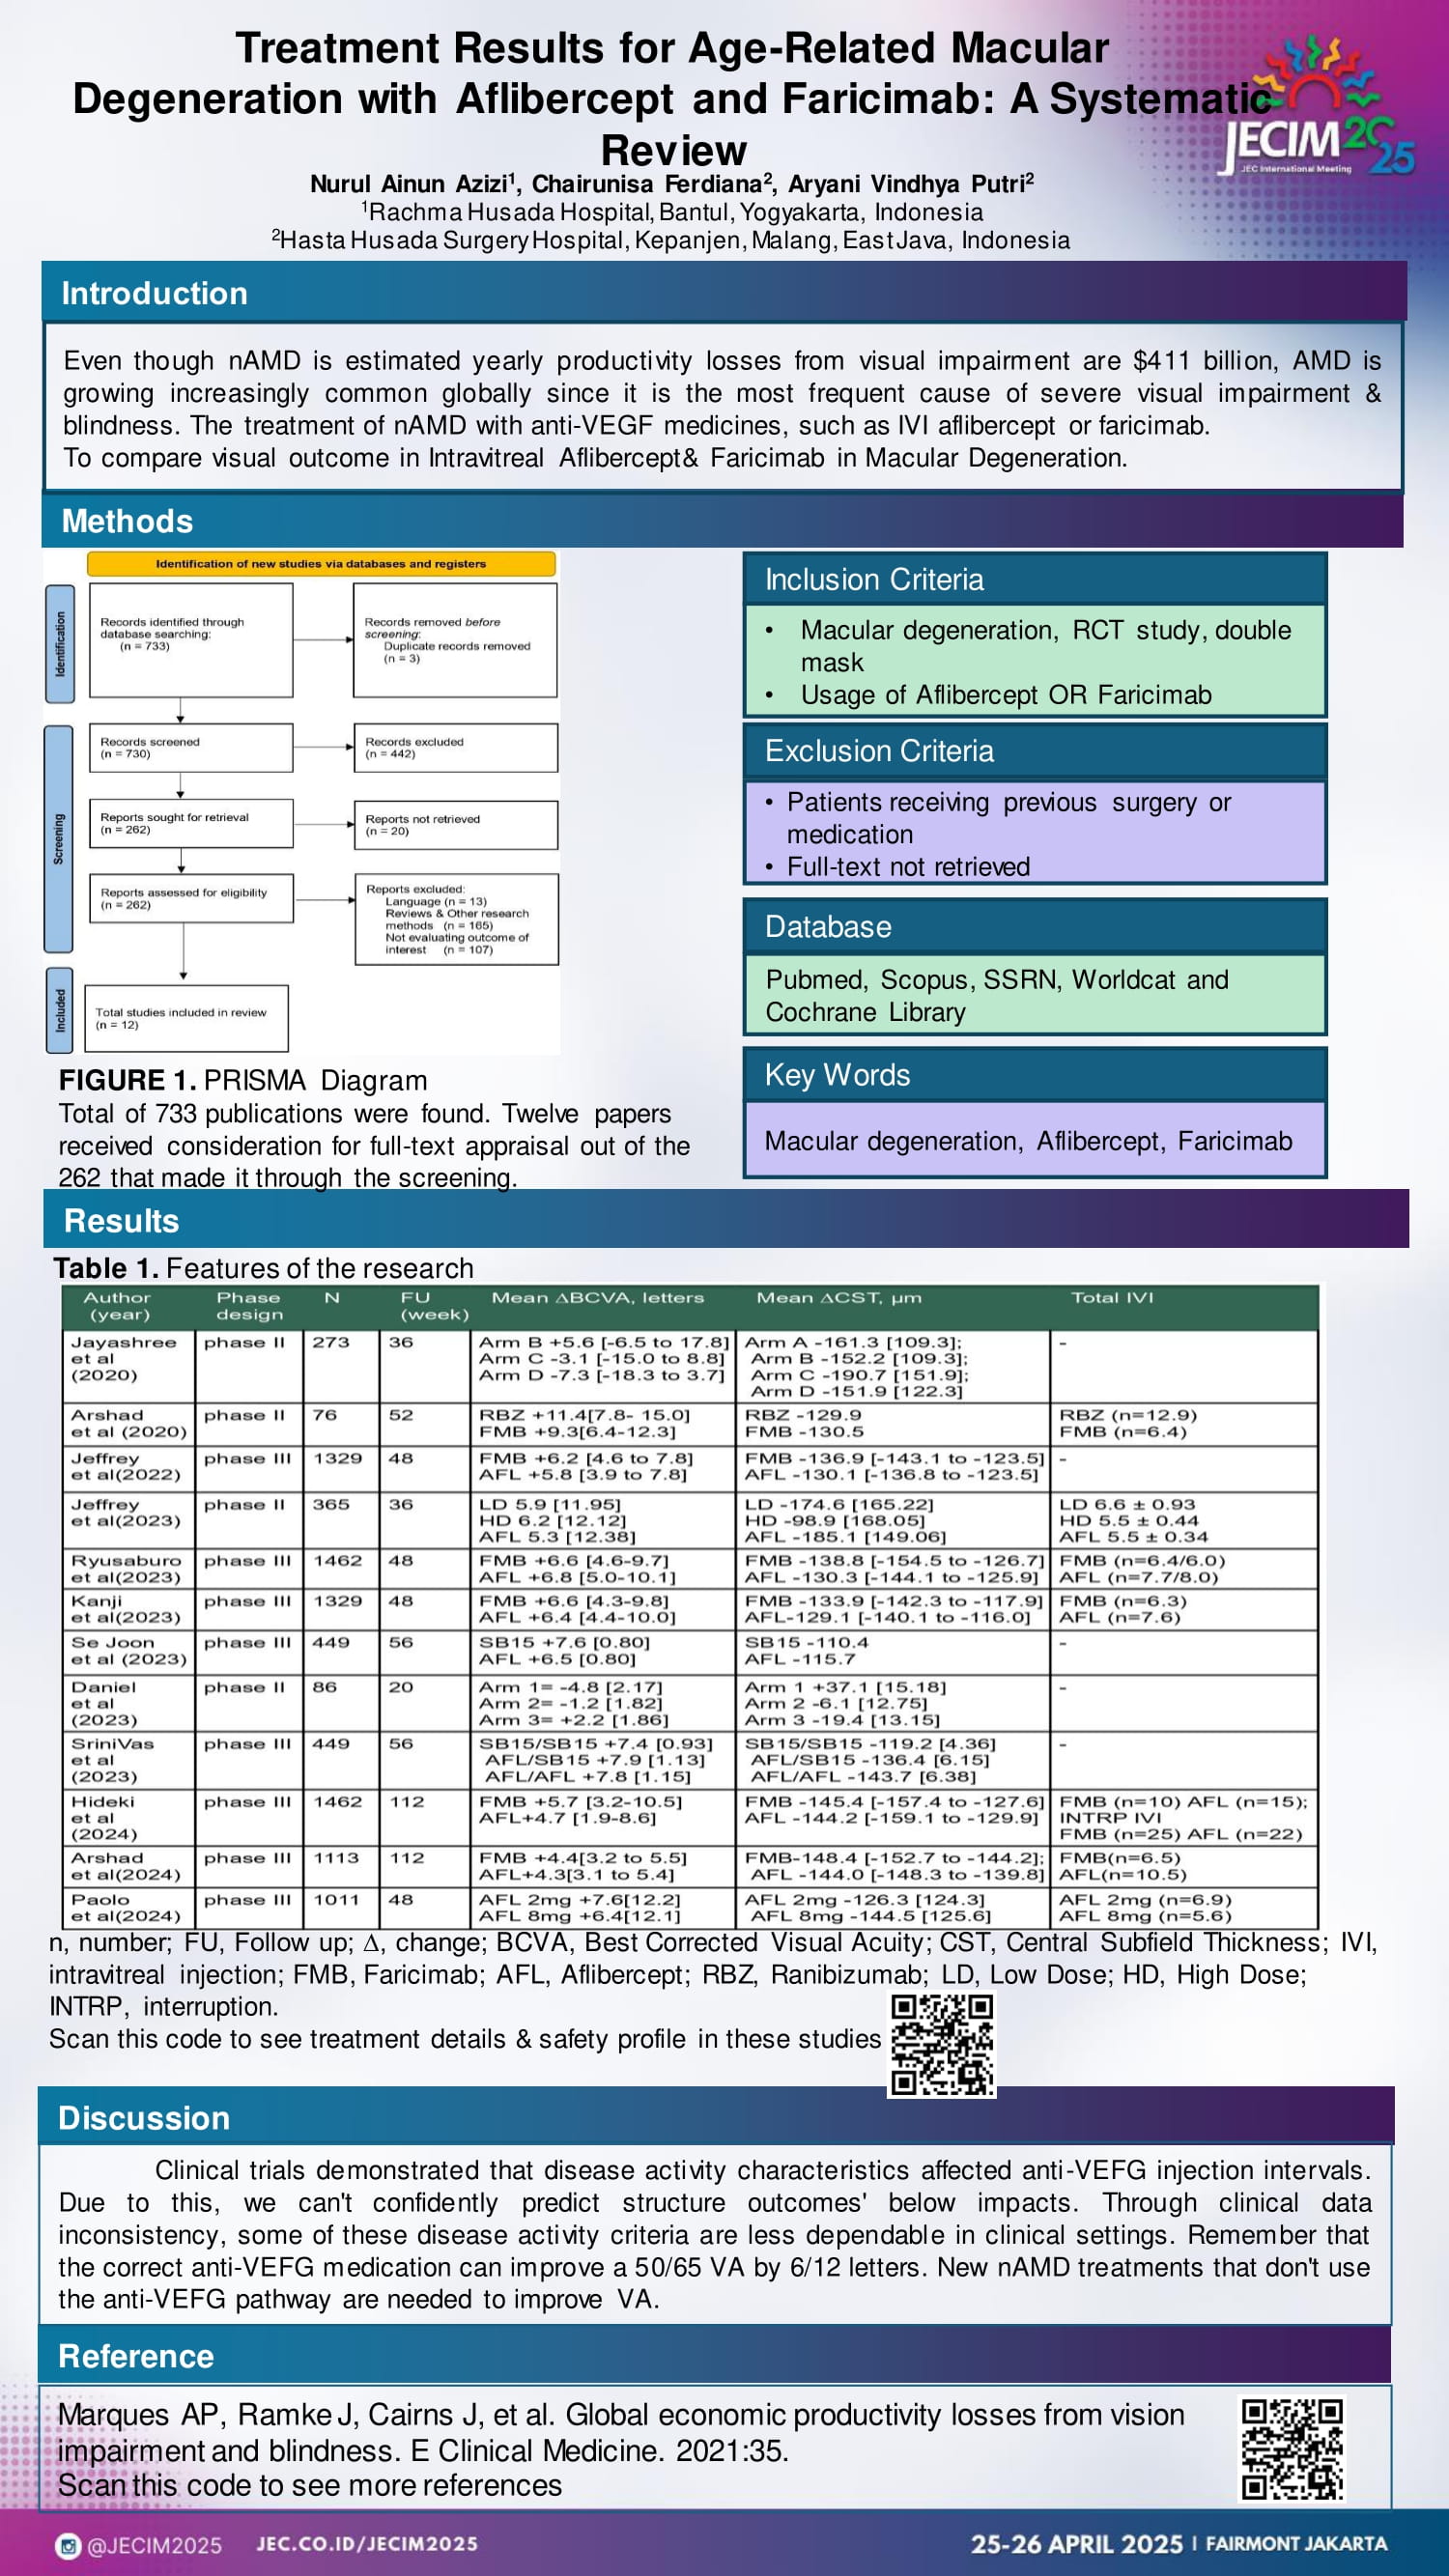 Treatment Results for Age-Related Macular
Degeneration with Aflibercept and Faricimab: A Systematic
Review
JECIM 2025
JEC International Meeting
Nurul Ainun Azizi¹, Chairunisa Ferdiana², Aryani Vindhya Putri²
¹Rachma Husada Hospital, Bantul, Yogyakarta, Indonesia
²Hasta Husada Surgery Hospital, Kepanjen, Malang, East Java, Indonesia
Introduction
Even though nAMD is estimated yearly productivity losses from visual impairment are $411 billion, AMD is
growing increasingly common globally since it is the most frequent cause of severe visual impairment &
blindness. The treatment of nAMD with anti-VEGF medicines, such as IVI aflibercept or faricimab.
To compare visual outcome in Intravitreal Aflibercept& Faricimab in Macular Degeneration.
Methods
Identification of new studies via databases and registers
Identification
Records identified through
database searching:
(n = 733)
Records removed before
screening:
Duplicate records removed
(n = 3)
Screening
Records screened
(n = 730)
Records excluded
(n = 442)
Reports sought for retrieval
(n = 262)
Reports not retrieved
(n = 20)
Reports assessed for eligibility
(n = 262)
Reports excluded:
Language (n = 13)
Reviews & Other research
methods (n = 165)
Not evaluating outcome of
interest (n = 107)
Included
Total studies included in review
(n = 12)
FIGURE 1. PRISMA Diagram
Total of 733 publications were found. Twelve papers
received consideration for full-text appraisal out of the
262 that made it through the screening.
Inclusion Criteria
• Macular degeneration, RCT study, double
mask
• Usage of Aflibercept OR Faricimab
Exclusion Criteria
• Patients receiving previous surgery or
medication
• Full-text not retrieved
Database
Pubmed, Scopus, SSRN, Worldcat and
Cochrane Library
Key Words
Macular degeneration, Aflibercept, Faricimab
Results
Table 1. Features of the research
Author (year) Phase design N FU (week) Mean ΔBCVA, letters Mean ΔCST, μm Total IVI
Jayashree et al (2020) phase II 273 36 Arm B +5.6 [-6.5 to 17.8] Arm A -161.3 [109.3]; -
Arm C -3.1 [-15.0 to 8.8] Arm B -152.2 [109.3];
Arm D -7.3 [-18.3 to 3.7] Arm C -190.7 [151.9];
Arm D -151.9 [122.3]
Arshad et al (2020) phase II 76 52 RBZ +11.4[7.8- 15.0] RBZ -129.9 RBZ (n=12.9)
FMB +9.3[6.4-12.3] FMB -130.5 FMB (n=6.4)
Jeffrey et al(2022) phase III 1329 48 FMB +6.2 [4.6 to 7.8] FMB -136.9 [-143.1 to -123.5] -
AFL +5.8 [3.9 to 7.8] AFL -130.1 [-136.8 to -123.5]
Jeffrey et al(2023) phase II 365 36 LD 5.9 [11.95] LD -174.6 [165.22] LD 6.6 ± 0.93
HD 6.2 [12.12] HD -98.9 [168.05] HD 5.5 ± 0.44
AFL 5.3 [12.38] AFL -185.1 [149.06] AFL 5.5 ± 0.34
Ryusaburo et al(2023) phase III 1462 48 FMB +6.6 [4.6-9.7] FMB -138.8 [-154.5 to -126.7] FMB (n=6.4/6.0)
AFL +6.8 [5.0-10.1] AFL -130.3 [-144.1 to -125.9] AFL (n=7.7/8.0)
Kanji et al(2023) phase III 1329 48 FMB +6.6 [4.3-9.8] FMB -133.9 [-142.3 to -117.9] FMB (n=6.3)
AFL +6.4 [4.4-10.0] AFL-129.1 [-140.1 to -116.0] AFL (n=7.6)
Se Joon et al (2023) phase III 449 56 SB15 +7.6 [0.80] SB15 -110.4 -
AFL +6.5 [0.80] AFL -115.7
Daniel et al (2023) phase II 86 20 Arm 1= -4.8 [2.17] Arm 1 +37.1 [15.18] -
Arm 2= -1.2 [1.82] Arm 2 -6.1 [12.75]
Arm 3= +2.2 [1.86] Arm 3 -19.4 [13.15]
SriniVas et al (2023) phase III 449 56 SB15/SB15 +7.4 [0.93] SB15/SB15 -119.2 [4.36] -
AFL/SB15 +7.9 [1.13] AFL/SB15 -136.4 [6.15]
AFL/AFL +7.8 [1.15] AFL/AFL -143.7 [6.38]
Hideki et al (2024) phase III 1462 112 FMB +5.7 [3.2-10.5] FMB -145.4 [-157.4 to -127.6] FMB (n=10) AFL (n=15);
AFL+4.7 [1.9-8.6] AFL -144.2 [-159.1 to -129.9] INTRP IVI
FMB (n=25) AFL (n=22)
Arshad et al(2024) phase III 1113 112 FMB +4.4[3.2 to 5.5] FMB-148.4 [-152.7 to -144.2]; FMB(n=6.5)
AFL+4.3[3.1 to 5.4] AFL -144.0 [-148.3 to -139.8] AFL(n=10.5)
Paolo et al(2024) phase III 1011 48 AFL 2mg +7.6[12.2] AFL 2mg -126.3 [124.3] AFL 2mg (n=6.9)
AFL 8mg +6.4[12.1] AFL 8mg -144.5 [125.6] AFL 8mg (n=5.6)
n, number; FU, Follow up; Δ, change; BCVA, Best Corrected Visual Acuity; CST, Central Subfield Thickness; IVI,
intravitreal injection; FMB, Faricimab; AFL, Aflibercept; RBZ, Ranibizumab; LD, Low Dose; HD, High Dose;
INTRP, interruption.
Scan this code to see treatment details & safety profile in these studies
Discussion
Clinical trials demonstrated that disease activity characteristics affected anti-VEFG injection intervals.
Due to this, we can't confidently predict structure outcomes' below impacts. Through clinical data
inconsistency, some of these disease activity criteria are less dependable in clinical settings. Remember that
the correct anti-VEFG medication can improve a 50/65 VA by 6/12 letters. New nAMD treatments that don't use
the anti-VEFG pathway are needed to improve VA.
Reference
Marques AP, Ramke J, Cairns J, et al. Global economic productivity losses from vision
impairment and blindness. E Clinical Medicine. 2021:35.
Scan this code to see more references
@JECIM2025 JEC.CO.ID/JECIM2025
25-26 APRIL 2025 | FAIRMONT JAKARTA